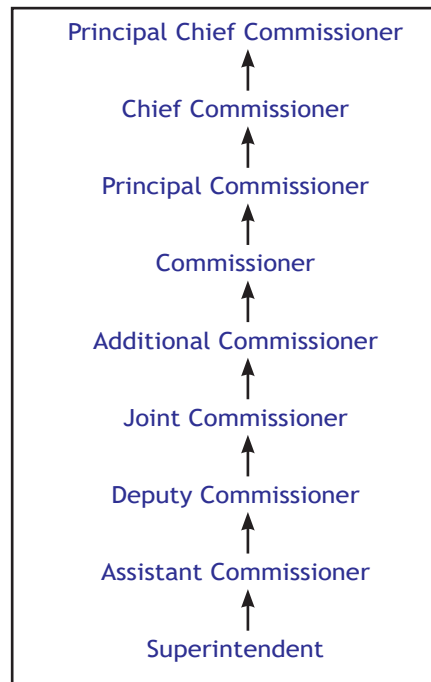 Principal Chief Commissioner
Chief Commissioner
Principal Commissioner
Commissioner
Additional Commissioner
Joint Commissioner
Deputy Commissioner
Assistant Commissioner
Superintendent